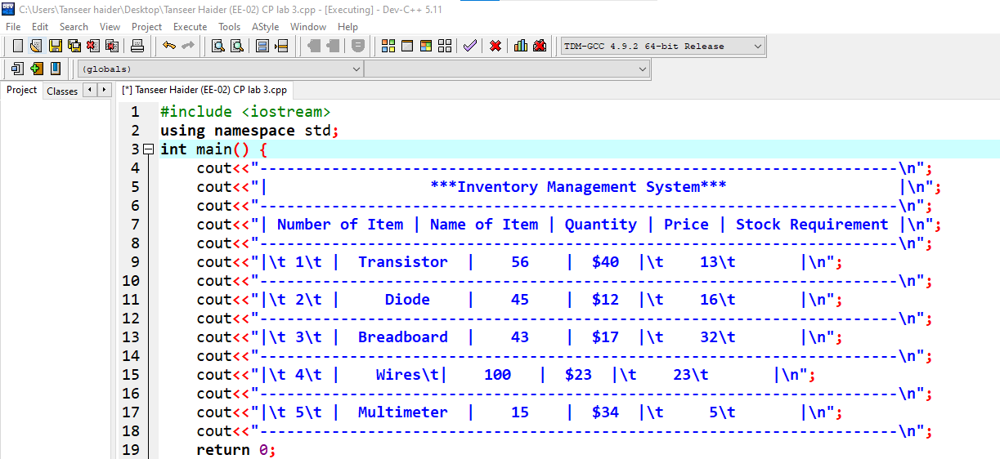 C:\Users\Tanseer haider\Desktop\Tanseer Haider (EE-02) CP lab 3.cpp - [Executing] - Dev-C++ 5.11
File Edit Search View Project Execute Tools AStyle Window Help
TDM-GCC 4.9.2 64-bit Release
(globals)
Project Classes [*] Tanseer Haider (EE-02) CP lab 3.cpp
1 #include <iostream>
2 using namespace std;
3 int main() {
4     cout<<"-----------------------------------------------------------------------\n";
5     cout<<"|                  ***Inventory Management System***                   |\n";
6     cout<<"-----------------------------------------------------------------------\n";
7     cout<<"| Number of Item | Name of Item | Quantity | Price | Stock Requirement |\n";
8     cout<<"-----------------------------------------------------------------------\n";
9     cout<<"|\t 1\t |  Transistor  |    56    |  $40  |\t    13\t       |\n";
10     cout<<"-----------------------------------------------------------------------\n";
11     cout<<"|\t 2\t |     Diode    |    45    |  $12  |\t    16\t       |\n";
12     cout<<"-----------------------------------------------------------------------\n";
13     cout<<"|\t 3\t |  Breadboard  |    43    |  $17  |\t    32\t       |\n";
14     cout<<"-----------------------------------------------------------------------\n";
15     cout<<"|\t 4\t |    Wires\t|    100   |  $23  |\t    23\t       |\n";
16     cout<<"-----------------------------------------------------------------------\n";
17     cout<<"|\t 5\t |  Multimeter  |    15    |  $34  |\t     5\t       |\n";
18     cout<<"-----------------------------------------------------------------------\n";
19     return 0;